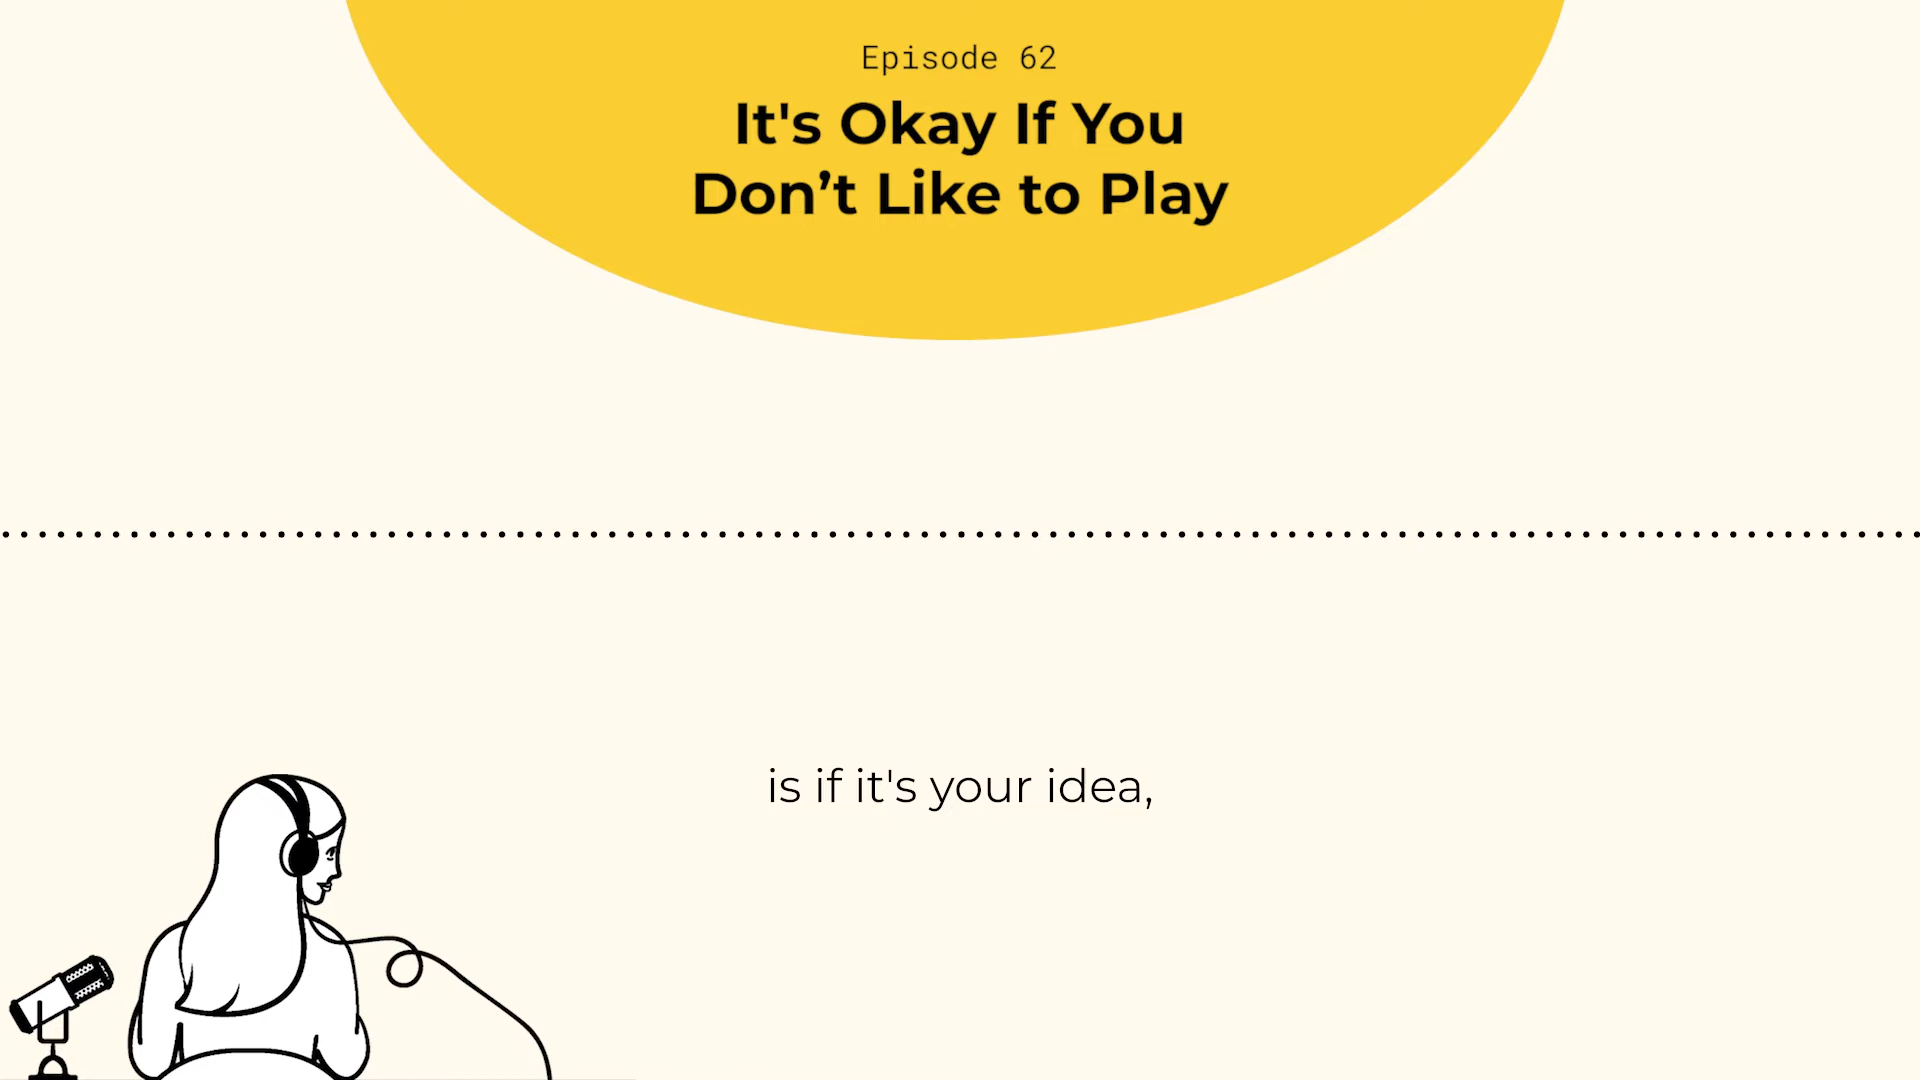 Episode 62
It's Okay If You
Don’t Like to Play
is if it's your idea,